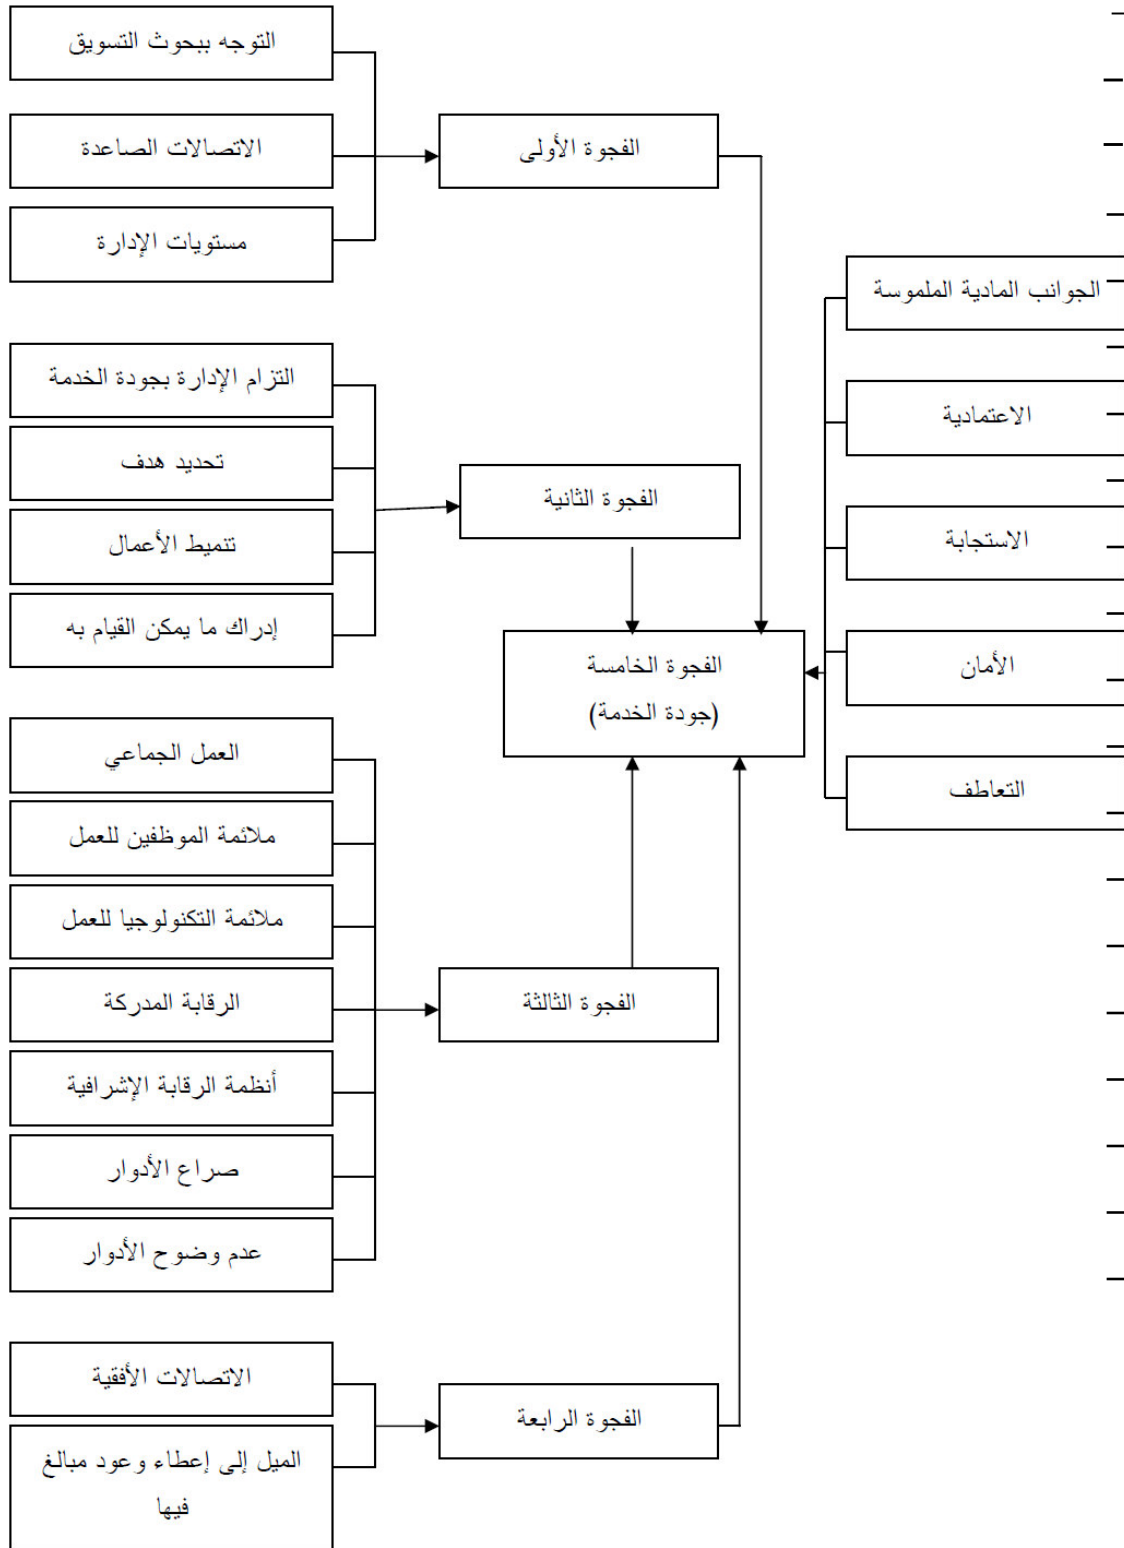 التوجه ببحوث التسويق
الاتصالات الصاعدة
مستويات الإدارة
الفجوة الأولى
التزام الإدارة بجودة الخدمة
تحديد هدف
تتميط الأعمال
إدراك ما يمكن القيام به
الفجوة الثانية
العمل الجماعي
ملائمة الموظفين للعمل
ملائمة التكنولوجيا للعمل
الرقابة المدركة
أنظمة الرقابة الإشرافية
صراع الأدوار
عدم وضوح الأدوار
الفجوة الثالثة
الاتصالات الأفقية
الميل إلى إعطاء وعود مبالغ
فيها
الفجوة الرابعة
الفجوة الخامسة
(جودة الخدمة)
الجوانب المادية الملموسة
الاعتمادية
الاستجابة
الأمان
التعاطف